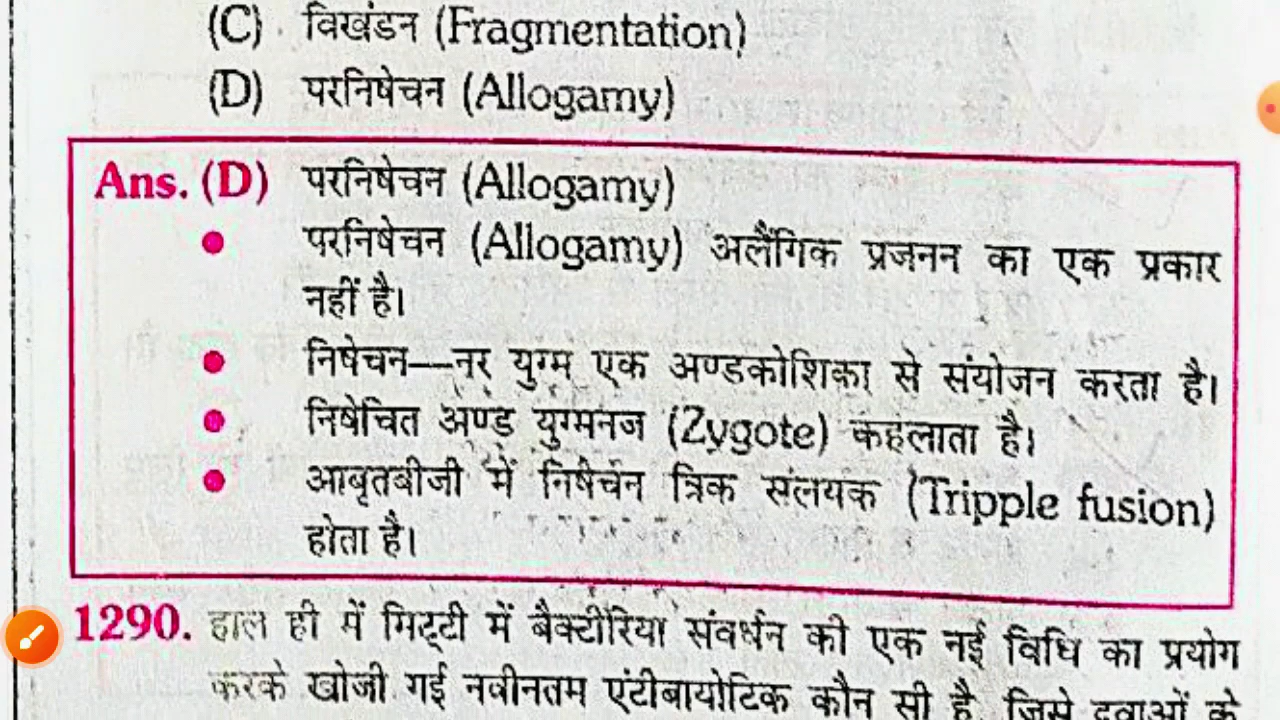 (C) विखंडन (Fragmentation)
(D) परनिषेचन (Allogamy)
Ans. (D) परनिषेचन (Allogamy)
● परनिषेचन (Allogamy) अलैंगिक प्रजनन का एक प्रकार
नहीं है।
● निषेचन—नर युग्म एक अण्डकोशिका से संयोजन करता है।
● निषेचित अण्ड युग्मनज (Zygote) कहलाता है।
● आबृतबीजी में निषेचन त्रिक संलयक (Tripple fusion)
होता है।
1290. हाल ही में मिट्टी में बैक्टीरिया संवर्धन की एक नई विधि का प्रयोग
करके खोजी गई नवीनतम एंटीबायोटिक कौन सी है, जिसे दवाओं के